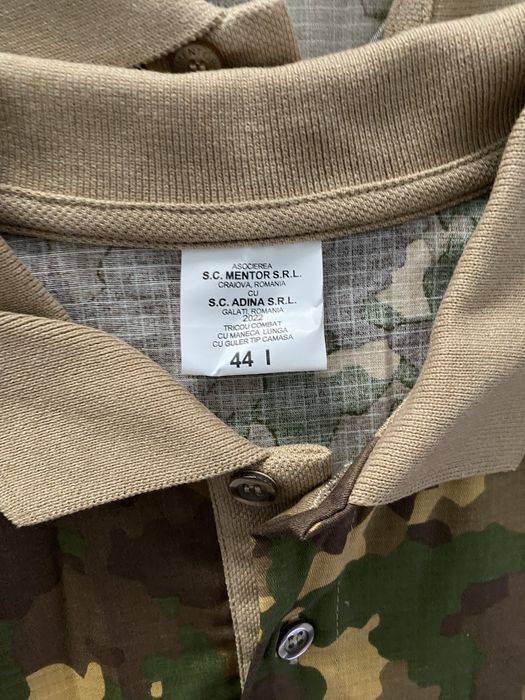 ASOCIEREA
S.C. MENTOR S.R.L.
CRAIOVA, ROMANIA
CU
S.C. ADINA S.R.L.
GALATI, ROMANIA
2022
TRICOU COMBAT
CU MANECA LUNGA
CU GULER TIP CAMASA
44 I